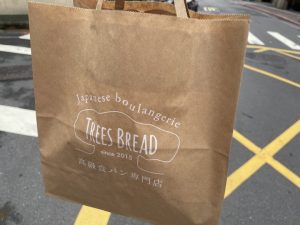 Japanese boulangerie
TREES BREAD
since 2015
高級食パン専門店